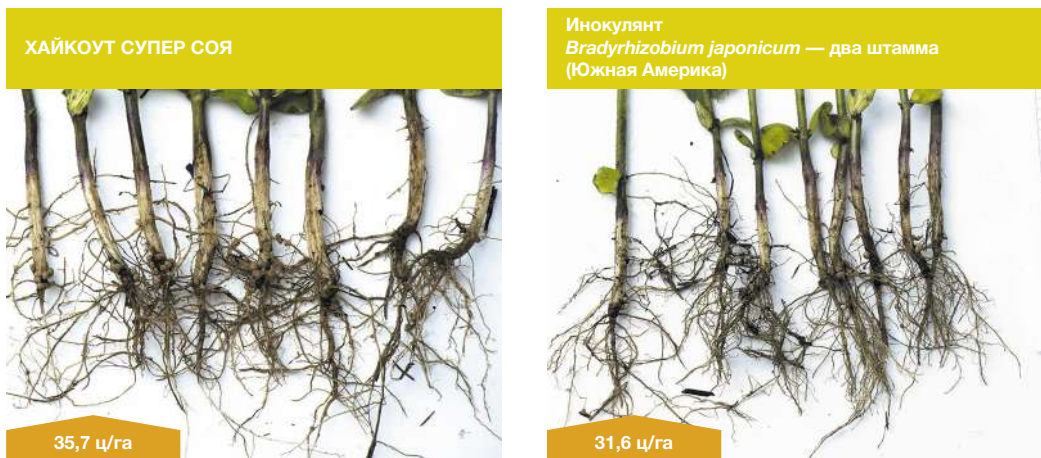 ХАЙКОУТ СУПЕР СОЯ
Инокулянт
Bradyrhizobium japonicum — два штамма
(Южная Америка)
35,7 ц/га
31,6 ц/га